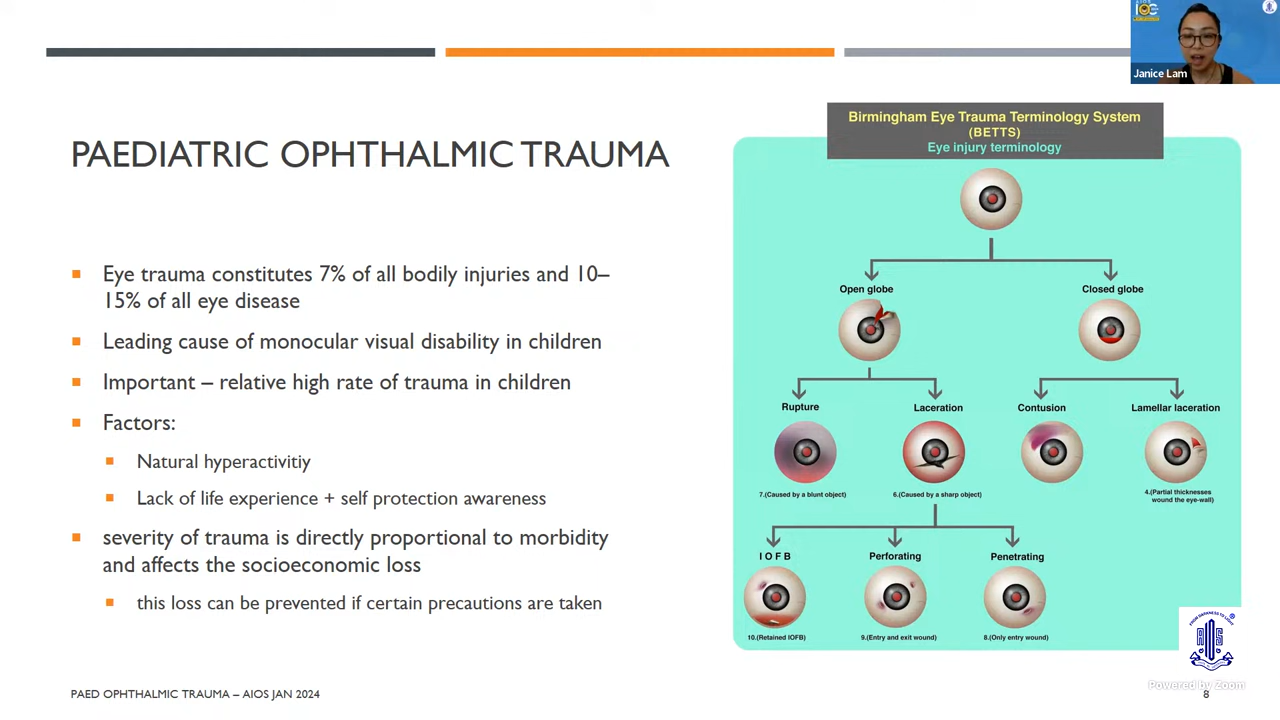 Janice Lam
PAEDIATRIC OPHTHALMIC TRAUMA
Eye trauma constitutes 7% of all bodily injuries and 10–
15% of all eye disease
Leading cause of monocular visual disability in children
Important – relative high rate of trauma in children
Factors:
Natural hyperactivitiy
Lack of life experience + self protection awareness
severity of trauma is directly proportional to morbidity
and affects the socioeconomic loss
this loss can be prevented if certain precautions are taken
Birmingham Eye Trauma Terminology System
(BETTS)
Eye injury terminology
Open globe
Closed globe
Rupture
Laceration
Contusion
Lamellar laceration
7.(Caused by a blunt object)
6.(Caused by a sharp object)
4.(Partial thicknesses
wound the eye-wall)
I O F B
Perforating
Penetrating
10.(Retained IOFB)
9.(Entry and exit wound)
8.(Only entry wound)
PAED OPHTHALMIC TRAUMA – AIOS JAN 2024
Powered by Zoom
8